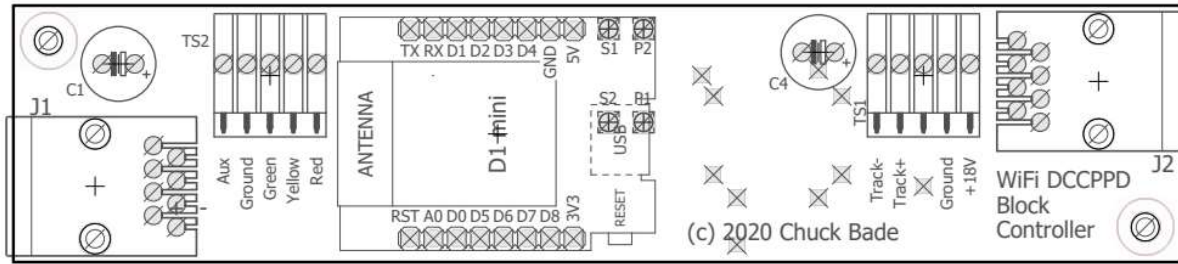 TS2
C1
J1
Aux
Ground
Green
Yellow
Red
TX RX D1 D2 D3 D4 GND 5V
ANTENNA
D1 mini
RST A0 D0 D5 D6 D7 D8 3V3
S1 P2
S2 P1
USB
RESET
C4
TS1
Track-
Track+
Ground
+18V
J2
WiFi DCCPPD
Block
Controller
(c) 2020 Chuck Bade